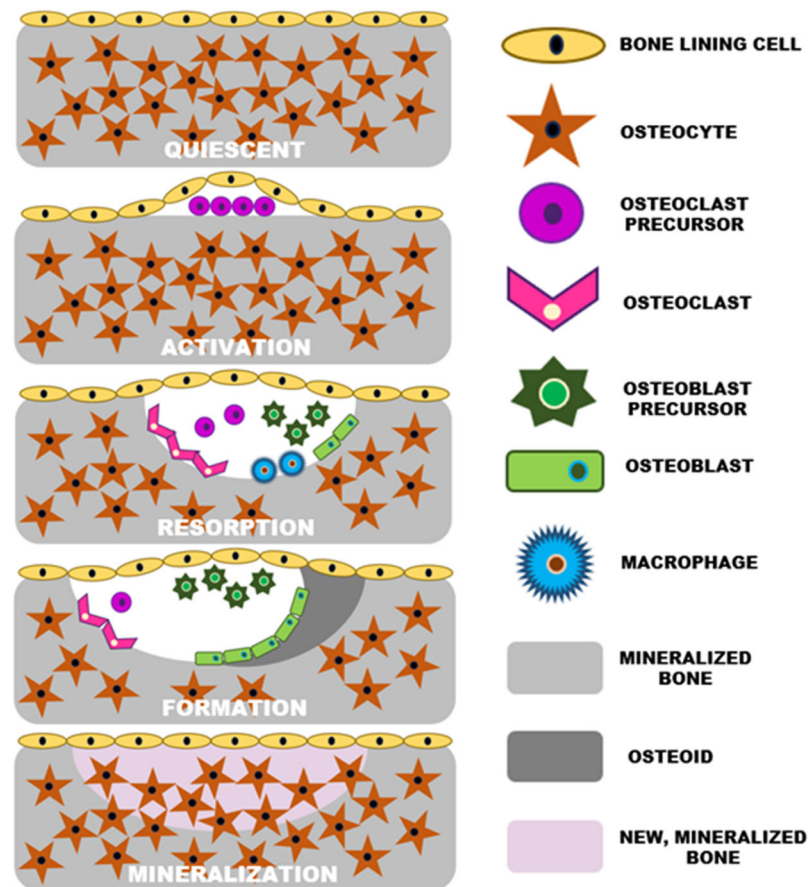 BONE LINING CELL
OSTEOCYTE
QUIESCENT
OSTEOCLAST
PRECURSOR
OSTEOCLAST
ACTIVATION
OSTEOBLAST
PRECURSOR
OSTEOBLAST
RESORPTION
MACROPHAGE
MINERALIZED
BONE
FORMATION
OSTEOID
NEW, MINERALIZED
BONE
MINERALIZATION